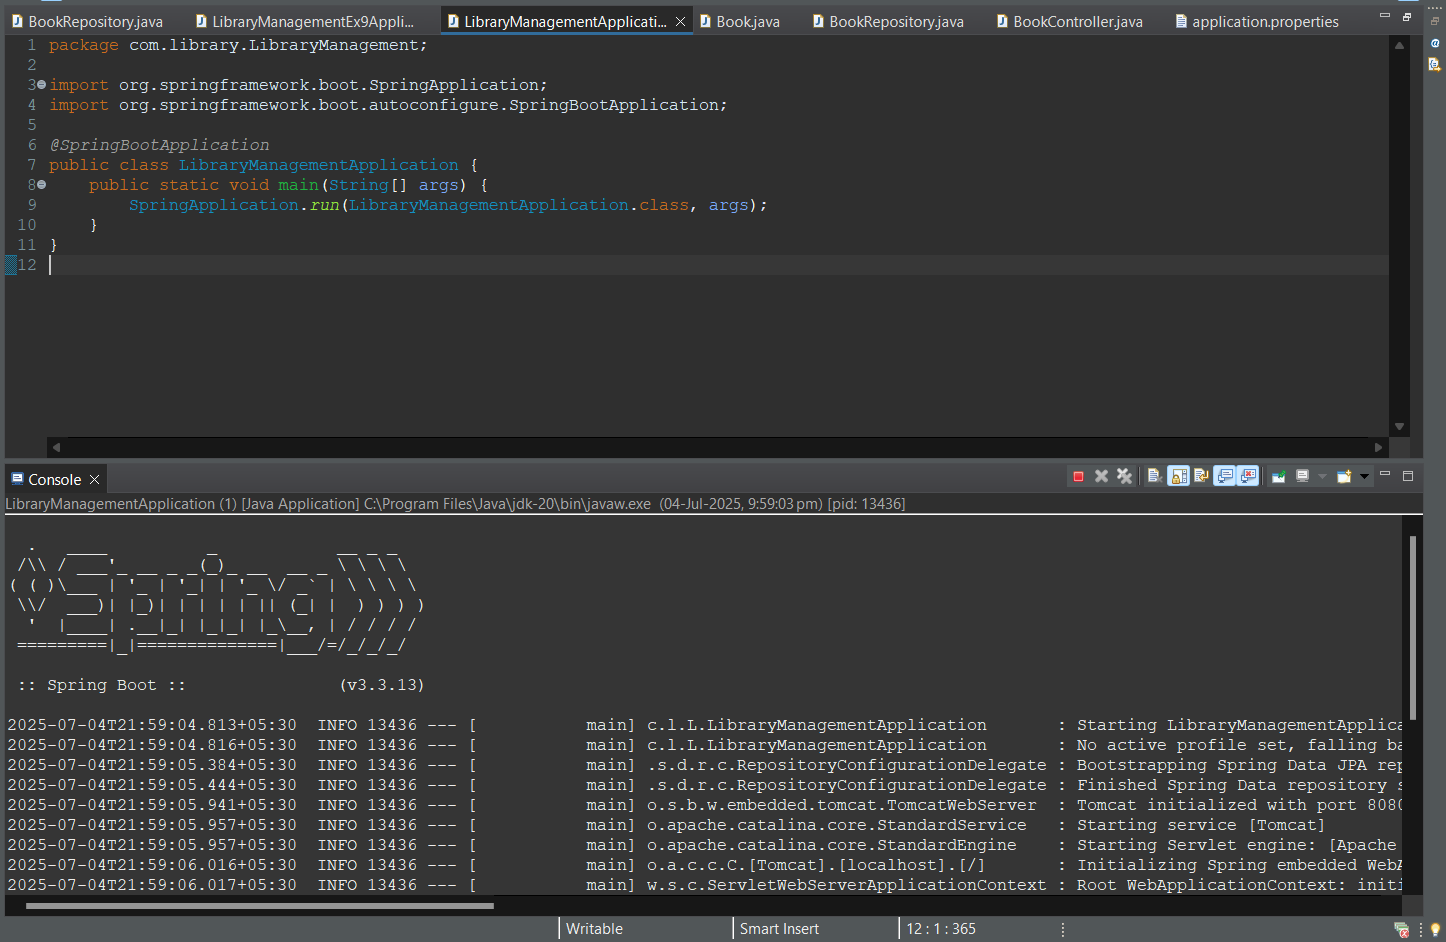 BookRepository.java LibraryManagementEx9Appli... LibraryManagementApplicati... Book.java BookRepository.java BookController.java application.properties
1 package com.library.LibraryManagement;
2
3 import org.springframework.boot.SpringApplication;
4 import org.springframework.boot.autoconfigure.SpringBootApplication;
5
6 @SpringBootApplication
7 public class LibraryManagementApplication {
8     public static void main(String[] args) {
9         SpringApplication.run(LibraryManagementApplication.class, args);
10     }
11 }
12
Console
LibraryManagementApplication (1) [Java Application] C:\Program Files\Java\jdk-20\bin\javaw.exe (04-Jul-2025, 9:59:03 pm) [pid: 13436]
  .   ____          _            __ _ _
 /\\ / ___'_ __ _ _(_)_ __  __ _ \ \ \ \
( ( )\___ | '_ | '_| | '_ \/ _` | \ \ \ \
 \\/  ___)| |_)| | | | | || (_| |  ) ) ) )
  '  |____| .__|_| |_|_| |_\__, | / / / /
 =========|_|==============|___/=/_/_/_/
 :: Spring Boot ::                (v3.3.13)
2025-07-04T21:59:04.813+05:30  INFO 13436 --- [           main] c.l.L.LibraryManagementApplication       : Starting LibraryManagementApplica
2025-07-04T21:59:04.816+05:30  INFO 13436 --- [           main] c.l.L.LibraryManagementApplication       : No active profile set, falling ba
2025-07-04T21:59:05.384+05:30  INFO 13436 --- [           main] .s.d.r.c.RepositoryConfigurationDelegate : Bootstrapping Spring Data JPA rep
2025-07-04T21:59:05.444+05:30  INFO 13436 --- [           main] .s.d.r.c.RepositoryConfigurationDelegate : Finished Spring Data repository s
2025-07-04T21:59:05.941+05:30  INFO 13436 --- [           main] o.s.b.w.embedded.tomcat.TomcatWebServer  : Tomcat initialized with port 8080
2025-07-04T21:59:05.957+05:30  INFO 13436 --- [           main] o.apache.catalina.core.StandardService   : Starting service [Tomcat]
2025-07-04T21:59:05.957+05:30  INFO 13436 --- [           main] o.apache.catalina.core.StandardEngine    : Starting Servlet engine: [Apache
2025-07-04T21:59:06.016+05:30  INFO 13436 --- [           main] o.a.c.c.C.[Tomcat].[localhost].[/]       : Initializing Spring embedded WebA
2025-07-04T21:59:06.017+05:30  INFO 13436 --- [           main] w.s.c.ServletWebServerApplicationContext : Root WebApplicationContext: initi
Writable Smart Insert 12 : 1 : 365